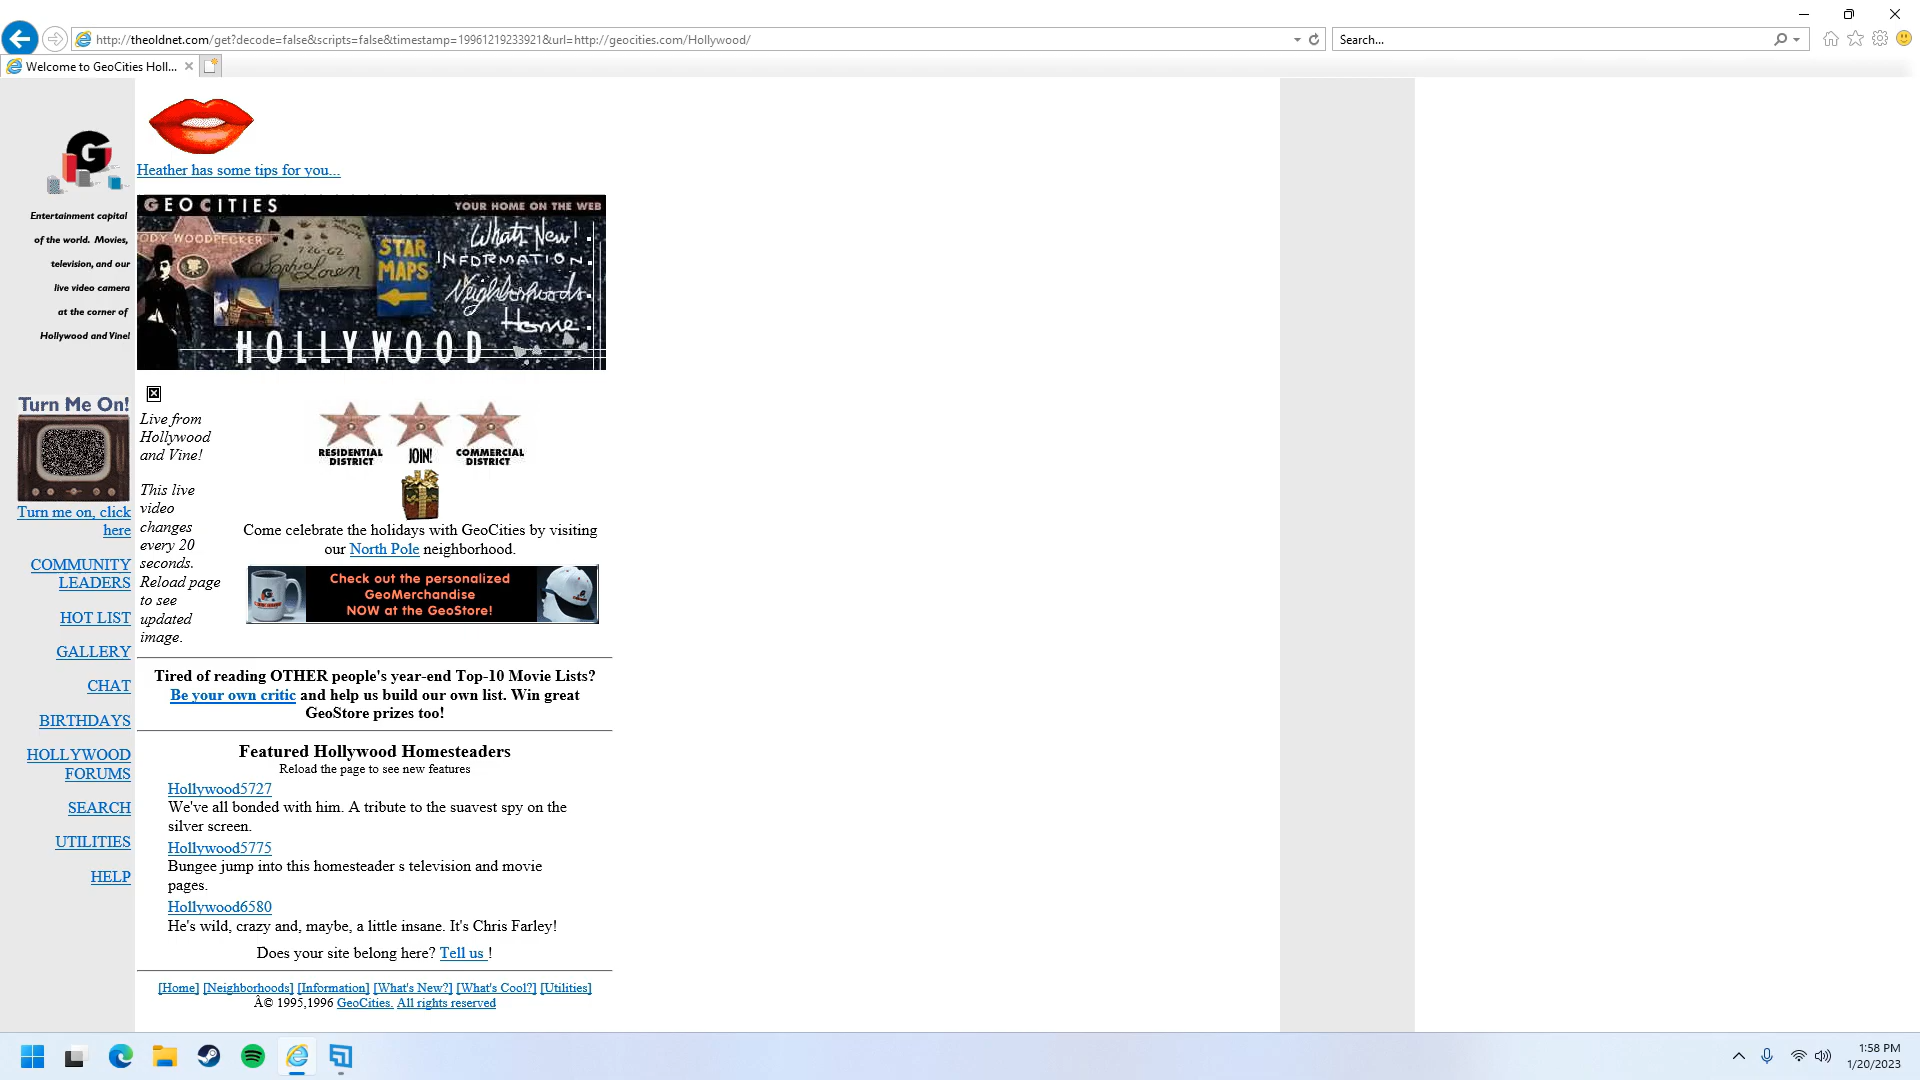 http://theoldnet.com/get?decode=false&scripts=false&timestamp=19961219233921&url=http://geocities.com/Hollywood/
Search...
Welcome to GeoCities Holl...
Heather has some tips for you...
G
Entertainment capital
of the world. Movies,
television, and our
live video camera
at the corner of
Hollywood and Vine!
GEOCITIES
YOUR HOME ON THE WEB
ODY WOODPECKER
7-26-62
Sophia Loren
STAR
MAPS
What's New!
INFORMATION
Neighborhoods
Home
HOLLYWOOD
Turn Me On!
Turn me on, click
here
COMMUNITY
LEADERS
HOT LIST
GALLERY
CHAT
BIRTHDAYS
HOLLYWOOD
FORUMS
SEARCH
UTILITIES
HELP
Live from
Hollywood
and Vine!
This live
video
changes
every 20
seconds.
Reload page
to see
updated
image.
RESIDENTIAL
DISTRICT
JOIN!
COMMERCIAL
DISTRICT
Come celebrate the holidays with GeoCities by visiting
our North Pole neighborhood.
Check out the personalized
GeoMerchandise
NOW at the GeoStore!
Tired of reading OTHER people's year-end Top-10 Movie Lists?
Be your own critic and help us build our own list. Win great
GeoStore prizes too!
Featured Hollywood Homesteaders
Reload the page to see new features
Hollywood5727
We've all bonded with him. A tribute to the suavest spy on the
silver screen.
Hollywood5775
Bungee jump into this homesteader s television and movie
pages.
Hollywood6580
He's wild, crazy and, maybe, a little insane. It's Chris Farley!
Does your site belong here? Tell us !
[Home] [Neighborhoods] [Information] [What's New?] [What's Cool?] [Utilities]
Â© 1995,1996 GeoCities. All rights reserved
1:58 PM
1/20/2023